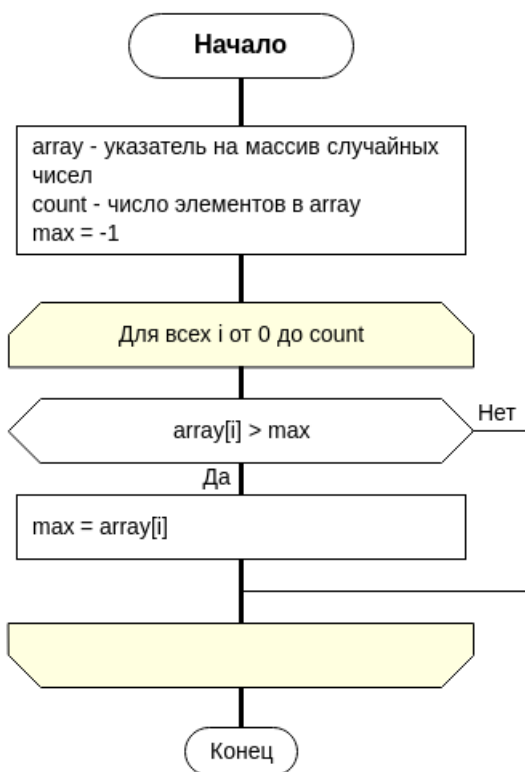 Начало
array - указатель на массив случайных
чисел
count - число элементов в array
max = -1
Для всех i от 0 до count
array[i] > max
Нет
Да
max = array[i]
Конец